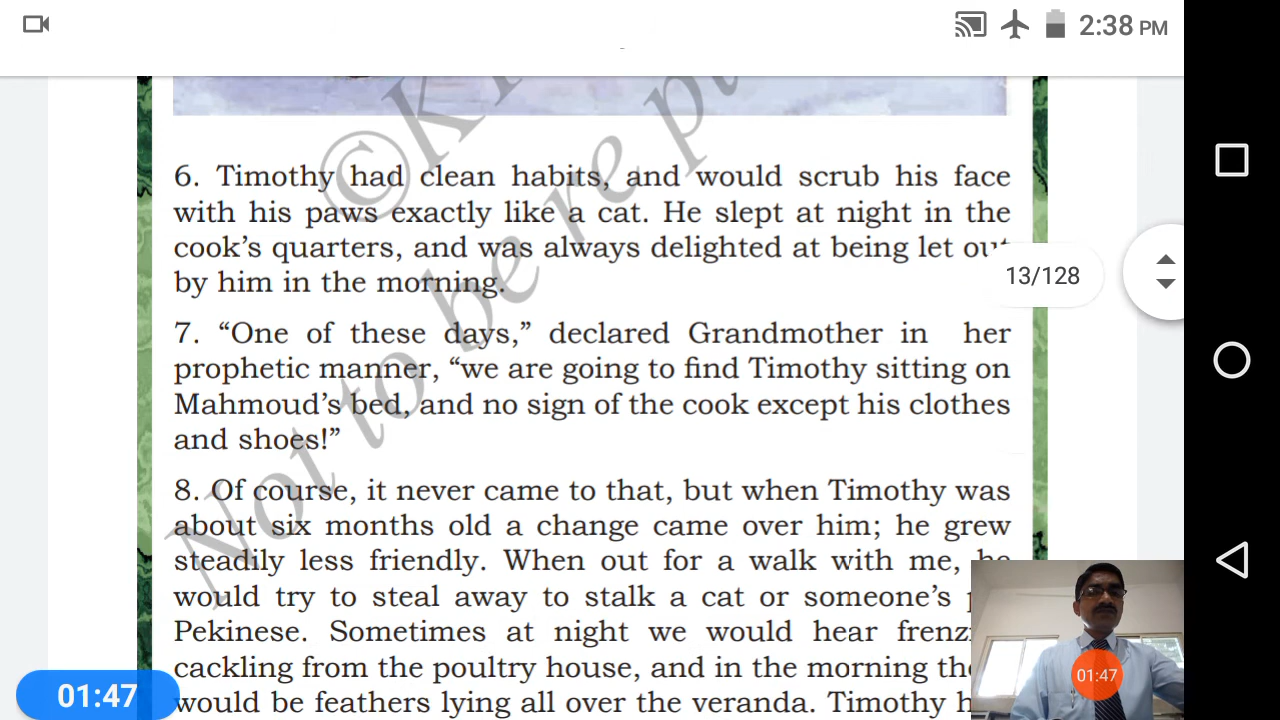 2:38 PM
©K
Not to be re p
6. Timothy had clean habits, and would scrub his face
with his paws exactly like a cat. He slept at night in the
cook's quarters, and was always delighted at being let out
by him in the morning.
13/128
7. “One of these days,” declared Grandmother in her
prophetic manner, “we are going to find Timothy sitting on
Mahmoud's bed, and no sign of the cook except his clothes
and shoes!”
8. Of course, it never came to that, but when Timothy was
about six months old a change came over him; he grew
steadily less friendly. When out for a walk with me, he
would try to steal away to stalk a cat or someone's
Pekinese. Sometimes at night we would hear
cackling from the poultry house, and in the morning
would be feathers lying all over the veranda. Timothy
01:47
01:47